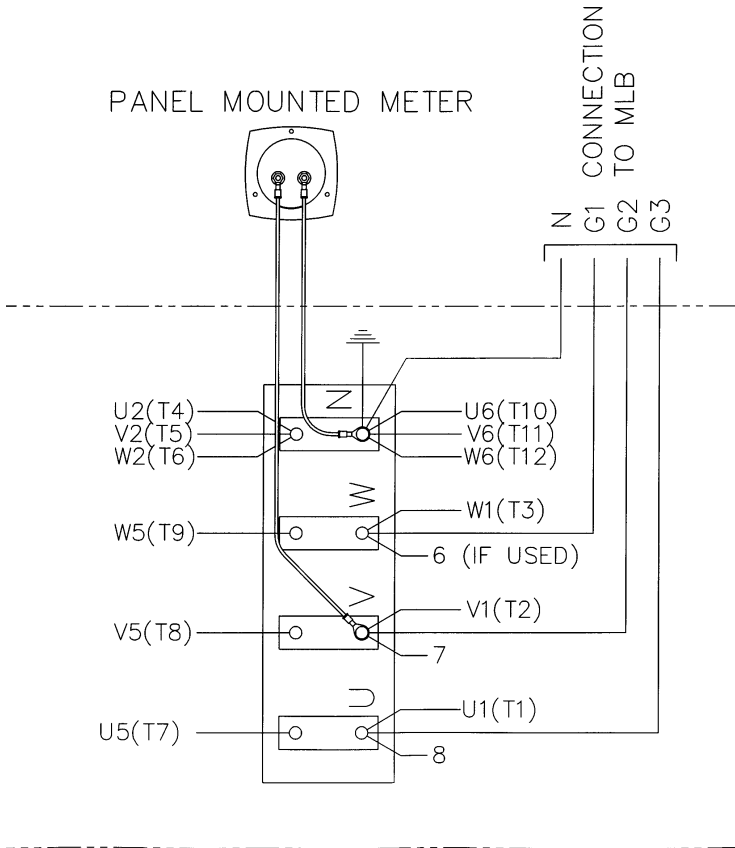 PANEL MOUNTED METER
CONNECTION
TO MLB
N
G1
G2
G3
N
U2(T4)
V2(T5)
W2(T6)
U6(T10)
V6(T11)
W6(T12)
W
W5(T9)
W1(T3)
6 (IF USED)
V
V5(T8)
V1(T2)
7
U
U5(T7)
U1(T1)
8